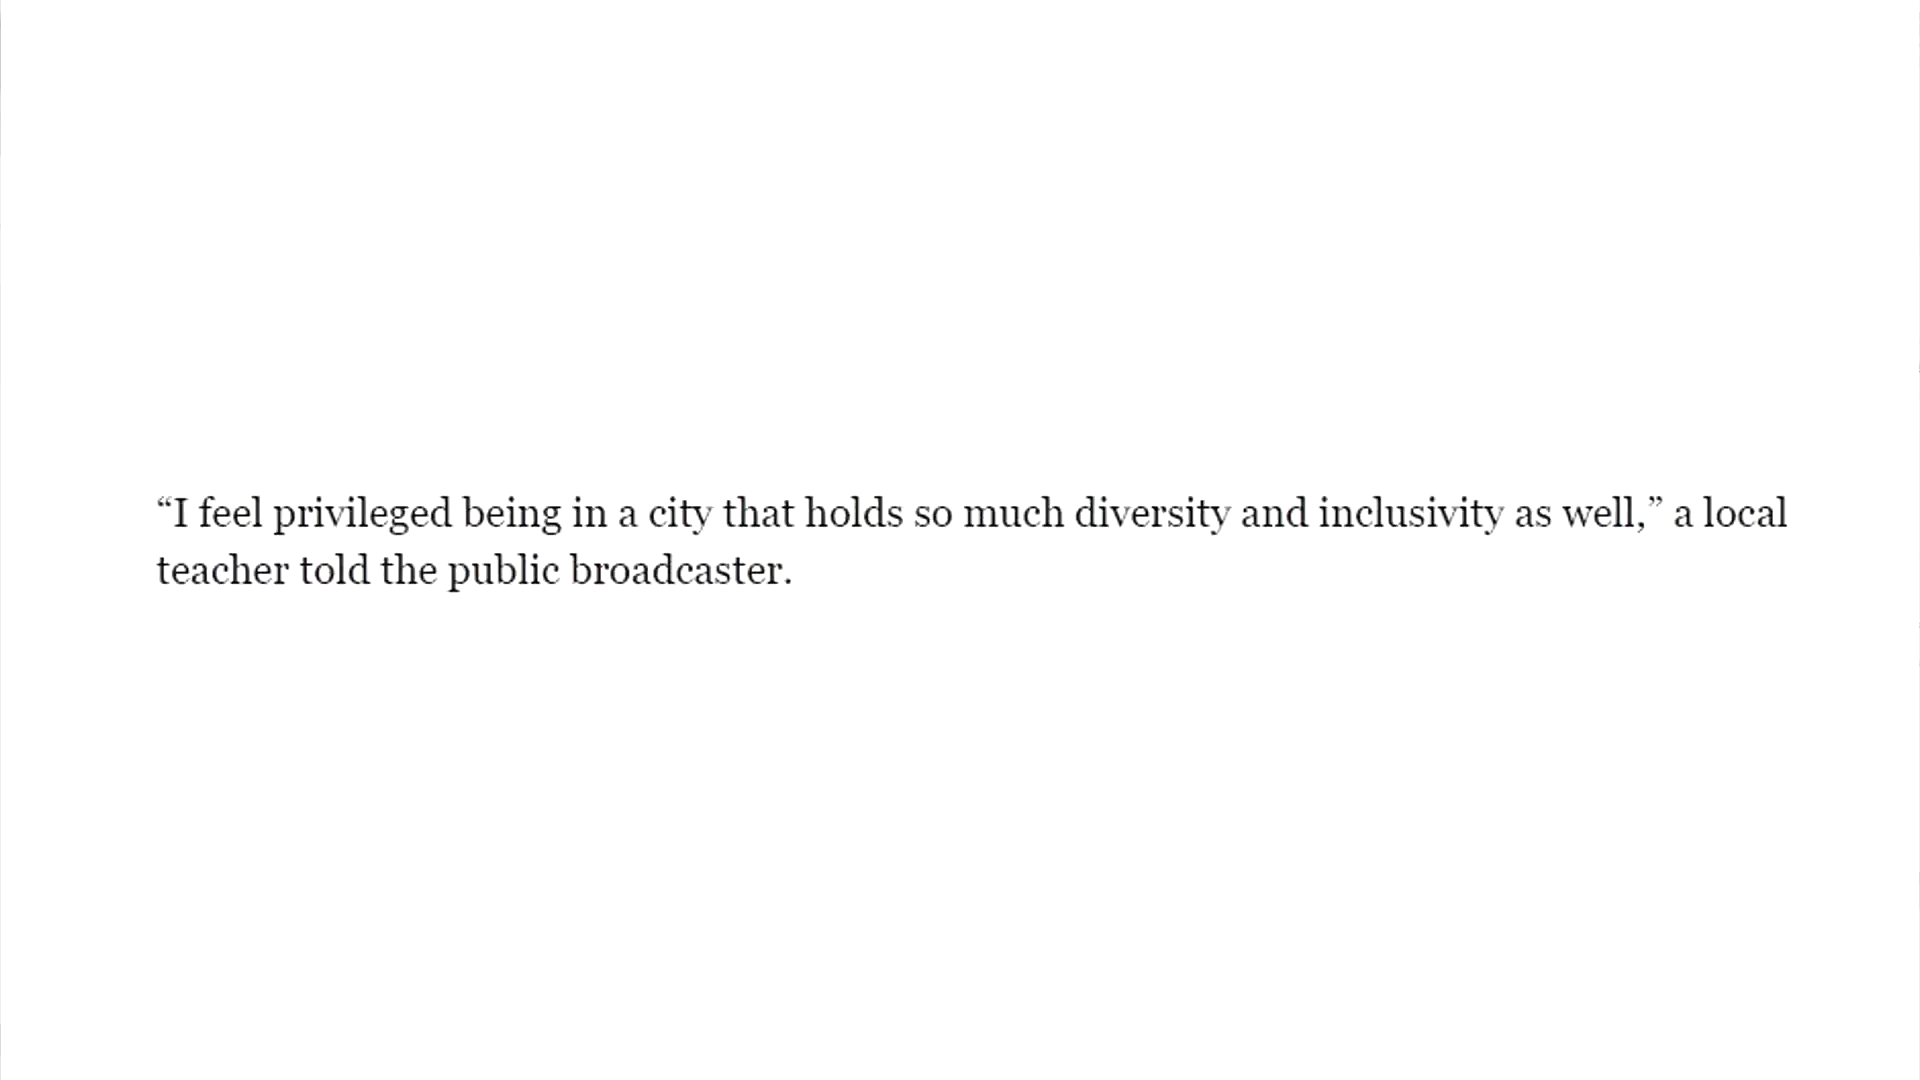 “I feel privileged being in a city that holds so much diversity and inclusivity as well,” a local
teacher told the public broadcaster.